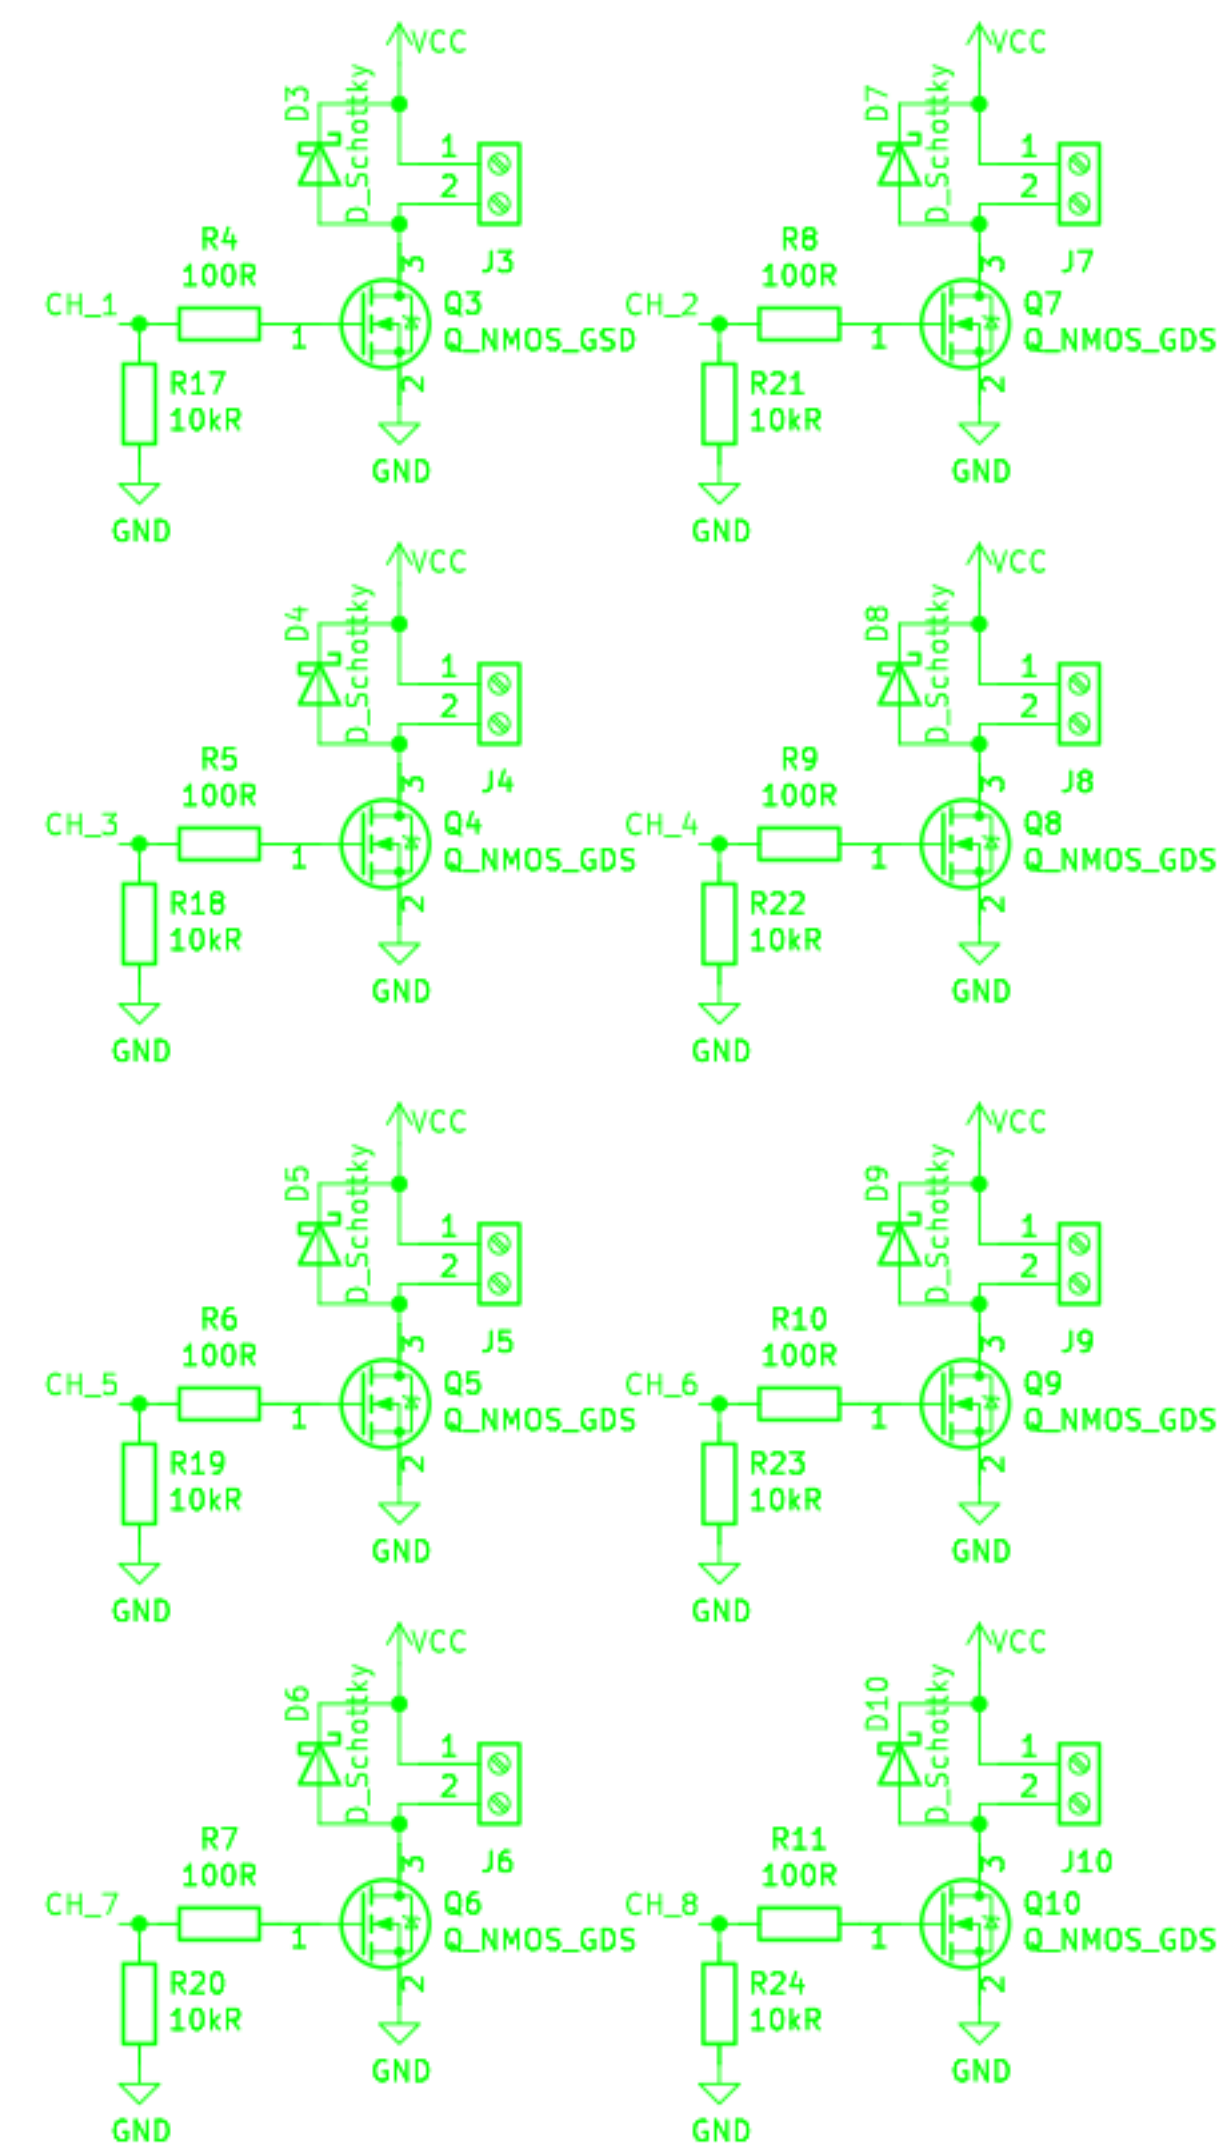 VCC
D3
D_Schottky
1
2
J3
R4
100R
CH_1
1
3
Q3
Q_NMOS_GSD
2
R17
10kR
GND
GND
VCC
D7
D_Schottky
1
2
J7
R8
100R
CH_2
1
3
Q7
Q_NMOS_GDS
2
R21
10kR
GND
GND
VCC
D4
D_Schottky
1
2
J4
R5
100R
CH_3
1
3
Q4
Q_NMOS_GDS
2
R18
10kR
GND
GND
VCC
D8
D_Schottky
1
2
J8
R9
100R
CH_4
1
3
Q8
Q_NMOS_GDS
2
R22
10kR
GND
GND
VCC
D5
D_Schottky
1
2
J5
R6
100R
CH_5
1
3
Q5
Q_NMOS_GDS
2
R19
10kR
GND
GND
VCC
D9
D_Schottky
1
2
J9
R10
100R
CH_6
1
3
Q9
Q_NMOS_GDS
2
R23
10kR
GND
GND
VCC
D6
D_Schottky
1
2
J6
R7
100R
CH_7
1
3
Q6
Q_NMOS_GDS
2
R20
10kR
GND
GND
VCC
D10
D_Schottky
1
2
J10
R11
100R
CH_8
1
3
Q10
Q_NMOS_GDS
2
R24
10kR
GND
GND